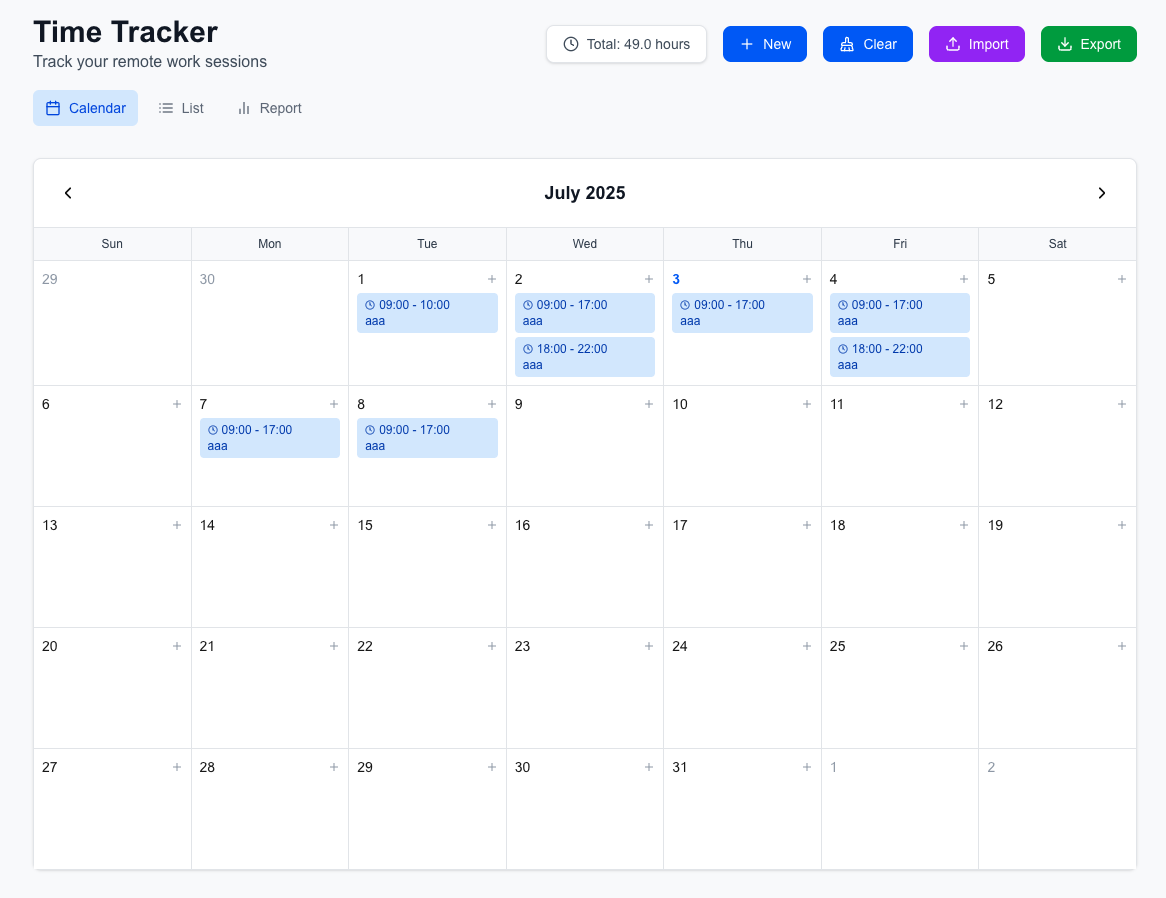 Time Tracker
Track your remote work sessions
Total: 49.0 hours
New
Clear
Import
Export
Calendar
List
Report
July 2025
Sun Mon Tue Wed Thu Fri Sat
29 30 1 2 3 4 5
09:00 - 10:00 09:00 - 17:00 09:00 - 17:00 09:00 - 17:00
aaa aaa aaa aaa
18:00 - 22:00 18:00 - 22:00
aaa aaa
6 7 8 9 10 11 12
09:00 - 17:00 09:00 - 17:00
aaa aaa
13 14 15 16 17 18 19
20 21 22 23 24 25 26
27 28 29 30 31 1 2